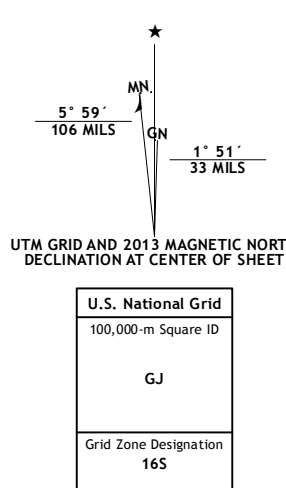 ★
MN.
5° 59´
106 MILS
GN
1° 51´
33 MILS
UTM GRID AND 2013 MAGNETIC NORT
DECLINATION AT CENTER OF SHEET
U.S. National Grid
100,000-m Square ID
GJ
Grid Zone Designation
16S